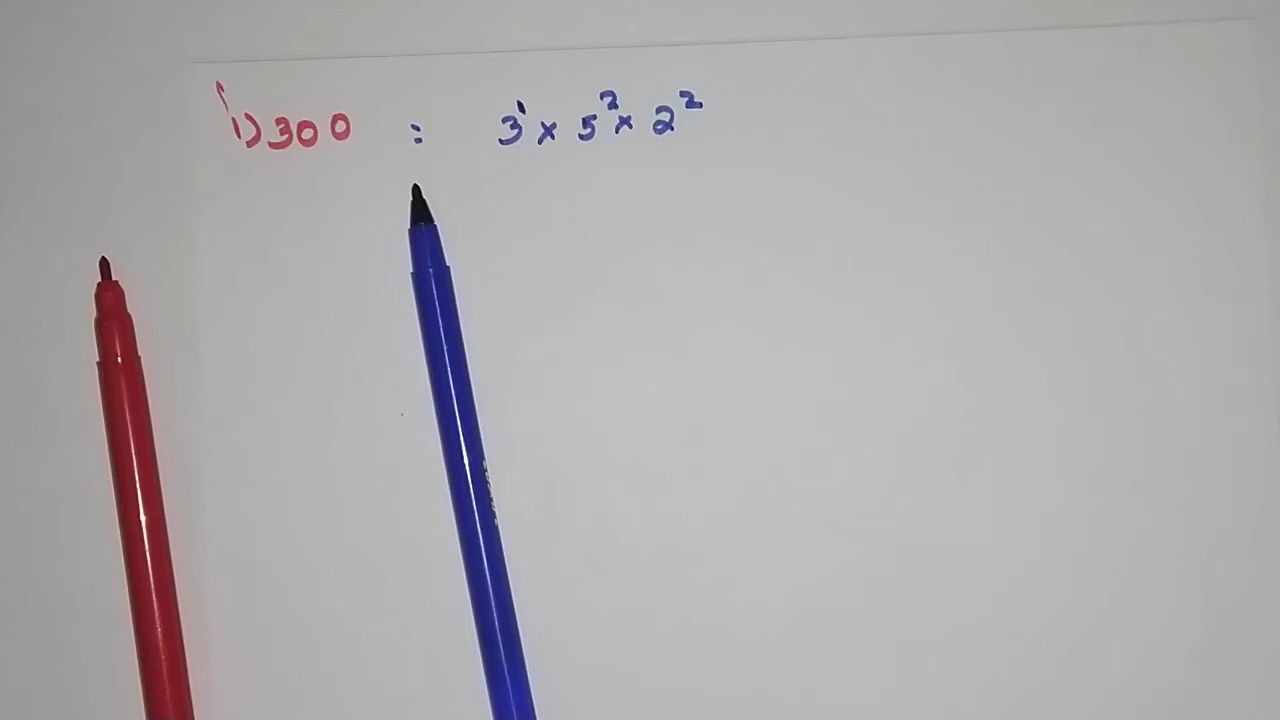 1) 300 : 3¹ × 5² × 2²